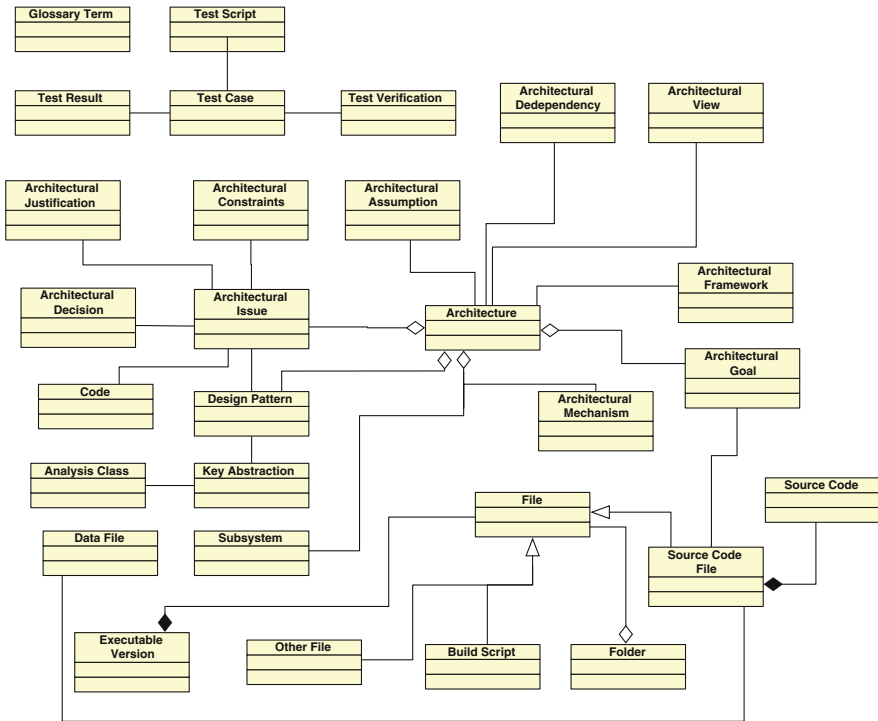 Glossary Term
Test Script
Test Result
Test Case
Test Verification
Architectural
Dedependency
Architectural
View
Architectural
Justification
Architectural
Constraints
Architectural
Assumption
Architectural
Framework
Architectural
Decision
Architectural
Issue
Architecture
Architectural
Goal
Code
Design Pattern
Architectural
Mechanism
Analysis Class
Key Abstraction
File
Source Code
Data File
Subsystem
Source Code
File
Executable
Version
Other File
Build Script
Folder